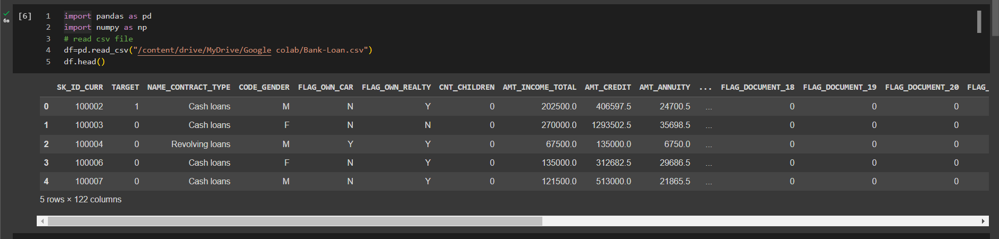 [6] 1 import pandas as pd
6s 2 import numpy as np
3 # read csv file
4 df=pd.read_csv("/content/drive/MyDrive/Google colab/Bank-Loan.csv")
5 df.head()
SK_ID_CURR TARGET NAME_CONTRACT_TYPE CODE_GENDER FLAG_OWN_CAR FLAG_OWN_REALTY CNT_CHILDREN AMT_INCOME_TOTAL AMT_CREDIT AMT_ANNUITY ... FLAG_DOCUMENT_18 FLAG_DOCUMENT_19 FLAG_DOCUMENT_20 FLAG_
0 100002 1 Cash loans M N Y 0 202500.0 406597.5 24700.5 ... 0 0 0
1 100003 0 Cash loans F N N 0 270000.0 1293502.5 35698.5 ... 0 0 0
2 100004 0 Revolving loans M Y Y 0 67500.0 135000.0 6750.0 ... 0 0 0
3 100006 0 Cash loans F N Y 0 135000.0 312682.5 29686.5 ... 0 0 0
4 100007 0 Cash loans M N Y 0 121500.0 513000.0 21865.5 ... 0 0 0
5 rows × 122 columns